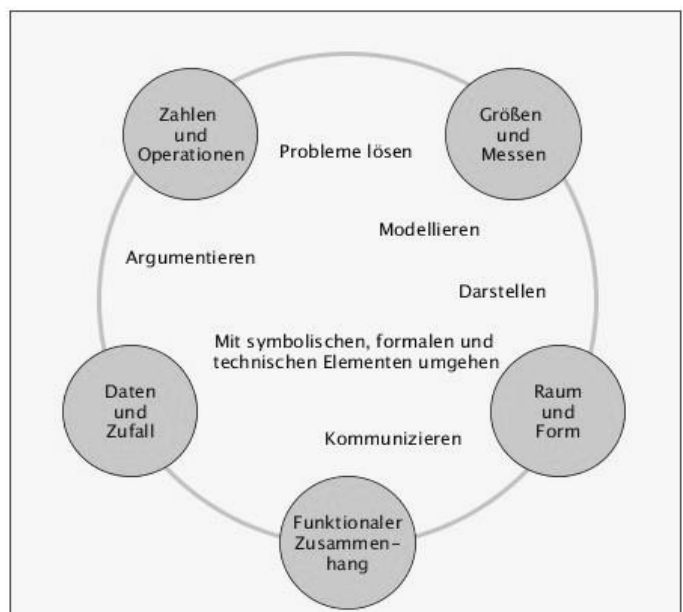 Zahlen
und
Operationen
Größen
und
Messen
Probleme lösen
Modellieren
Argumentieren
Darstellen
Mit symbolischen, formalen und
technischen Elementen umgehen
Daten
und
Zufall
Raum
und
Form
Kommunizieren
Funktionaler
Zusammen-
hang